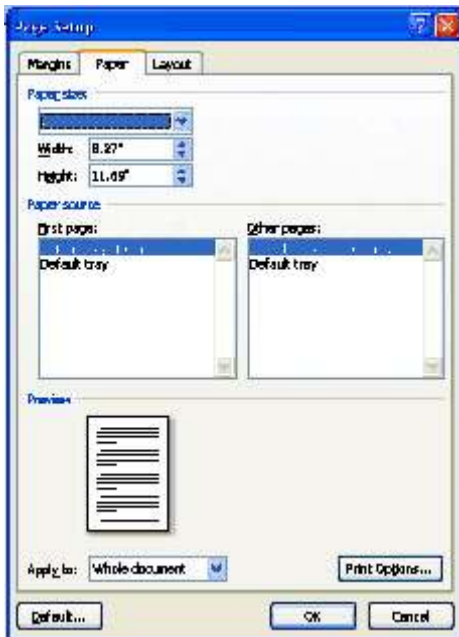 Page Setup
Margins Paper Layout
Paper size:
Width: 8.27"
Height: 11.69"
Paper source
First page: Other pages:
Default tray Default tray
Preview
Apply to: Whole document Print Options...
Default... OK Cancel